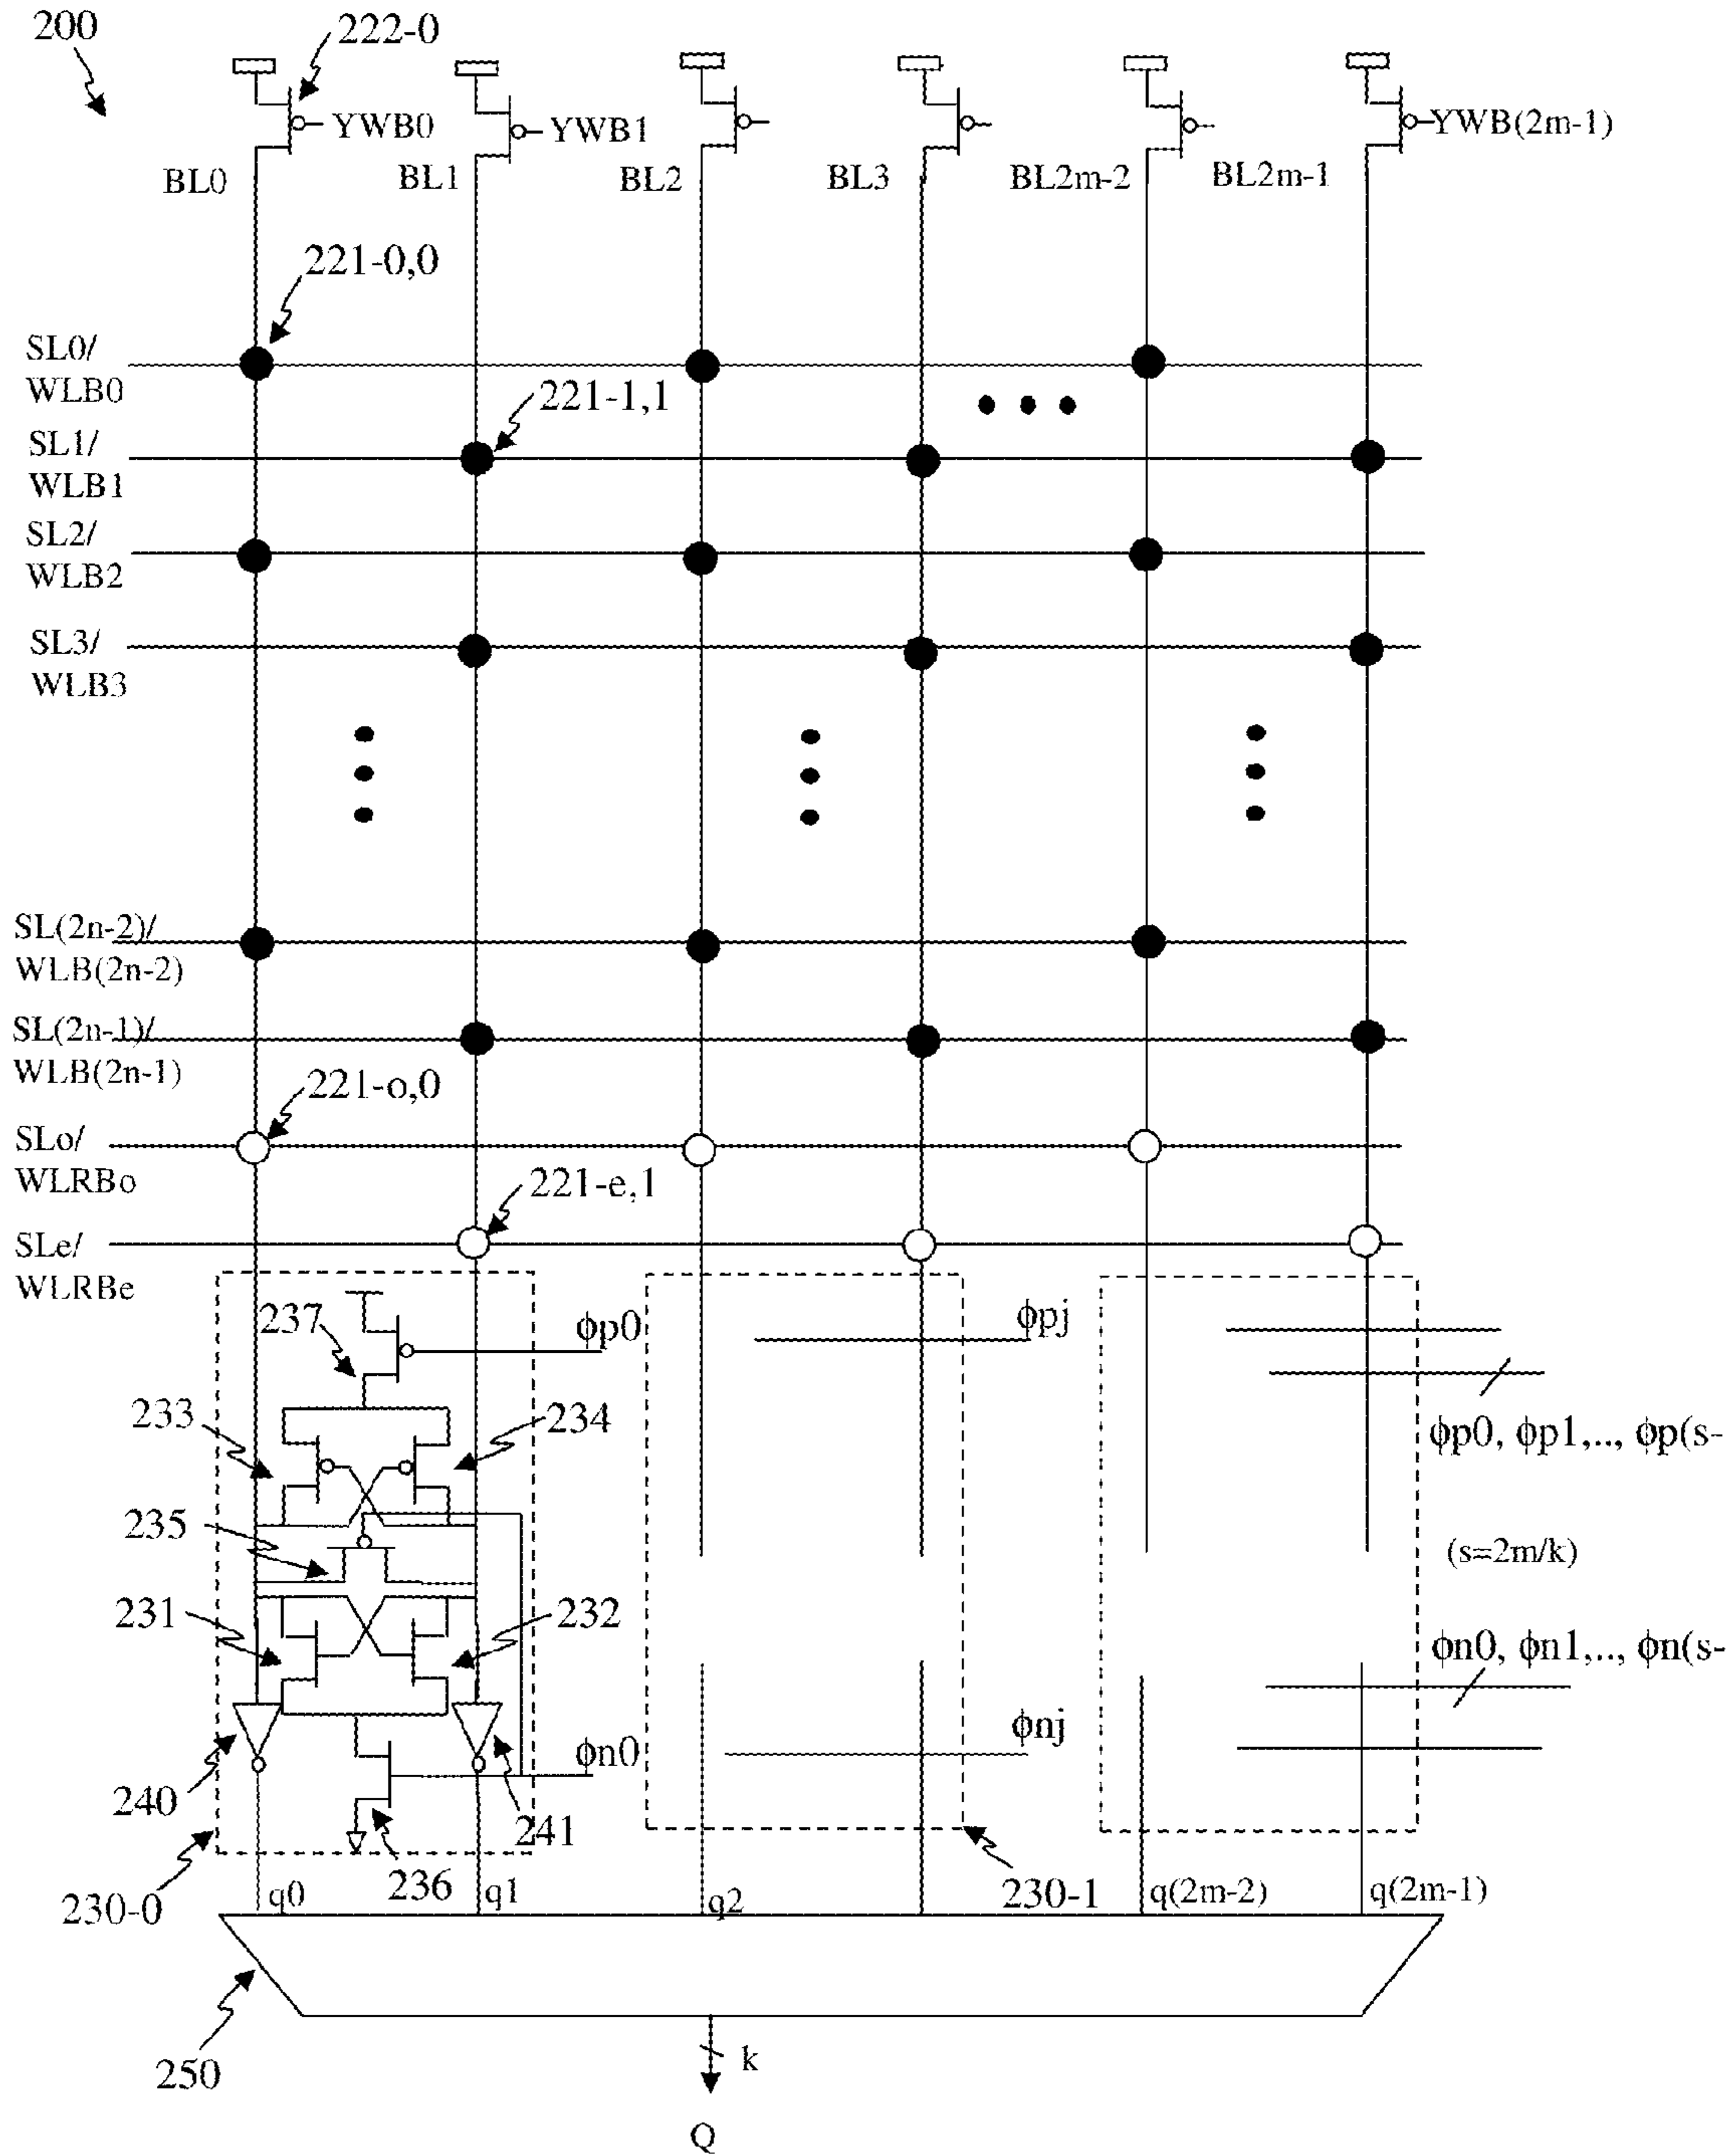 200
222-0
YWB0
YWB1
YWB(2m-1)
BL0
BL1
BL2
BL3
BL2m-2
BL2m-1
221-0,0
SL0/
WLB0
221-1,1
SL1/
WLB1
SL2/
WLB2
SL3/
WLB3
SL(2n-2)/
WLB(2n-2)
SL(2n-1)/
WLB(2n-1)
221-o,0
SLo/
WLRBo
221-e,1
SLe/
WLRBe
237
ϕp0
ϕpj
233
234
ϕp0, ϕp1,.., ϕp(s-
235
(s=2m/k)
231
232
ϕn0, ϕn1,.., ϕn(s-
ϕn0
ϕnj
240
241
236
230-0
q0
q1
q2
230-1
q(2m-2)
q(2m-1)
250
k
Q